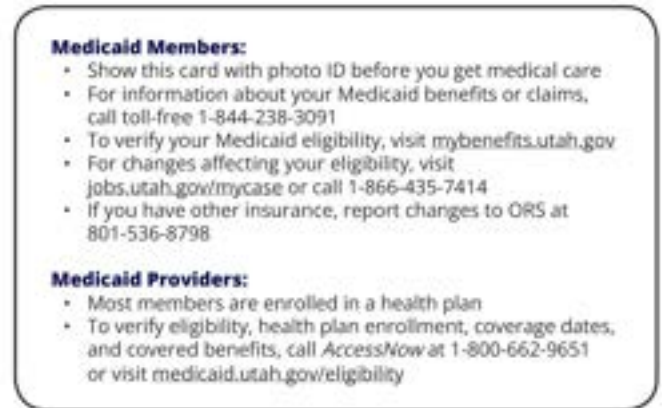 Medicaid Members:
• Show this card with photo ID before you get medical care
• For information about your Medicaid benefits or claims,
call toll-free 1-844-238-3091
• To verify your Medicaid eligibility, visit mybenefits.utah.gov
• For changes affecting your eligibility, visit
jobs.utah.gov/mycase or call 1-866-435-7414
• If you have other insurance, report changes to ORS at
801-536-8798
Medicaid Providers:
• Most members are enrolled in a health plan
• To verify eligibility, health plan enrollment, coverage dates,
and covered benefits, call AccessNow at 1-800-662-9651
or visit medicaid.utah.gov/eligibility